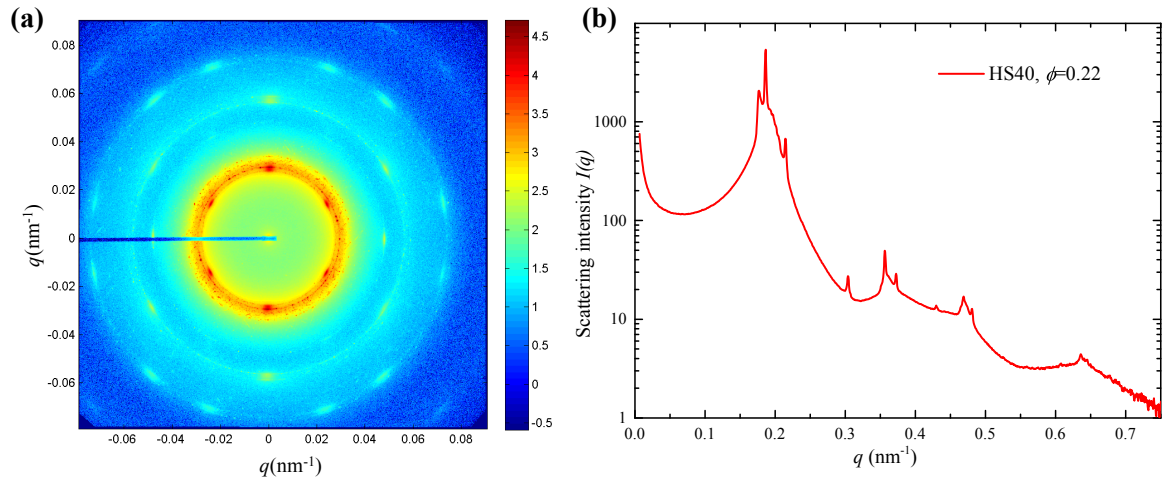 (a)
q(nm-1)
0.08
0.06
0.04
0.02
0
-0.02
-0.04
-0.06
-0.06 -0.04 -0.02 0 0.02 0.04 0.06 0.08
q(nm-1)
4.5
4
3.5
3
2.5
2
1.5
1
0.5
0
-0.5
(b)
Scattering intensity I(q)
1000
100
10
1
HS40, ϕ=0.22
0.0 0.1 0.2 0.3 0.4 0.5 0.6 0.7
q (nm-1)